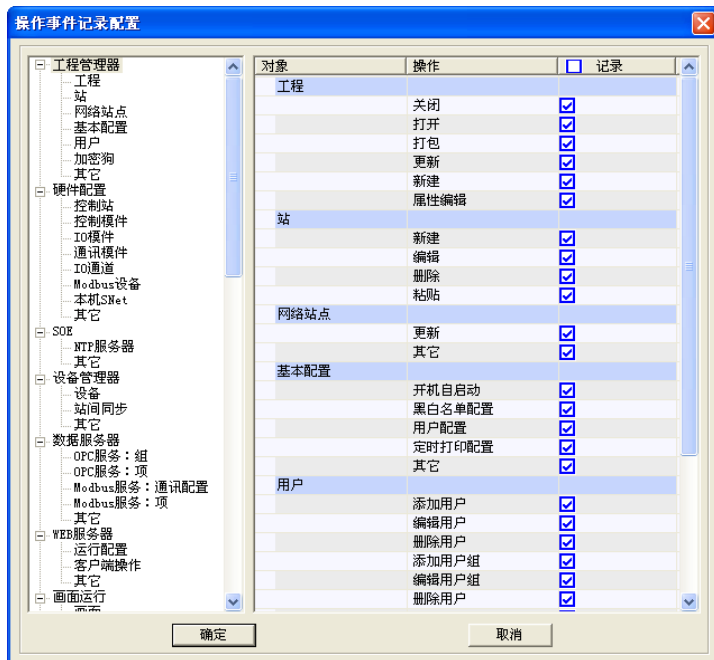 操作事件记录配置
工程管理器
工程
站
网络站点
基本配置
用户
加密狗
其它
硬件配置
控制站
控制模件
IO模件
通讯模件
IO通道
Modbus设备
本机SNet
其它
SOE
NTP服务器
其它
设备管理器
设备
站间同步
其它
数据服务器
OPC服务：组
OPC服务：项
Modbus服务：通讯配置
Modbus服务：项
其它
WEB服务器
运行配置
客户端操作
其它
画面运行
画面
对象 操作 记录
工程
关闭
打开
打包
更新
新建
属性编辑
站
新建
编辑
删除
粘贴
网络站点
更新
其它
基本配置
开机自启动
黑白名单配置
用户配置
定时打印配置
其它
用户
添加用户
编辑用户
删除用户
添加用户组
编辑用户组
删除用户
确定 取消